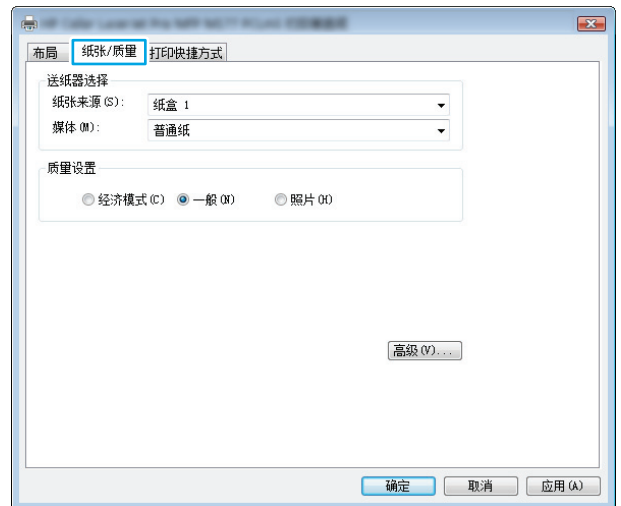 布局 纸张/质量 打印快捷方式
送纸器选择
纸张来源(S): 纸盒 1
媒体(M): 普通纸
质量设置
经济模式(C) 一般(N) 照片(H)
高级(V)...
确定 取消 应用(A)